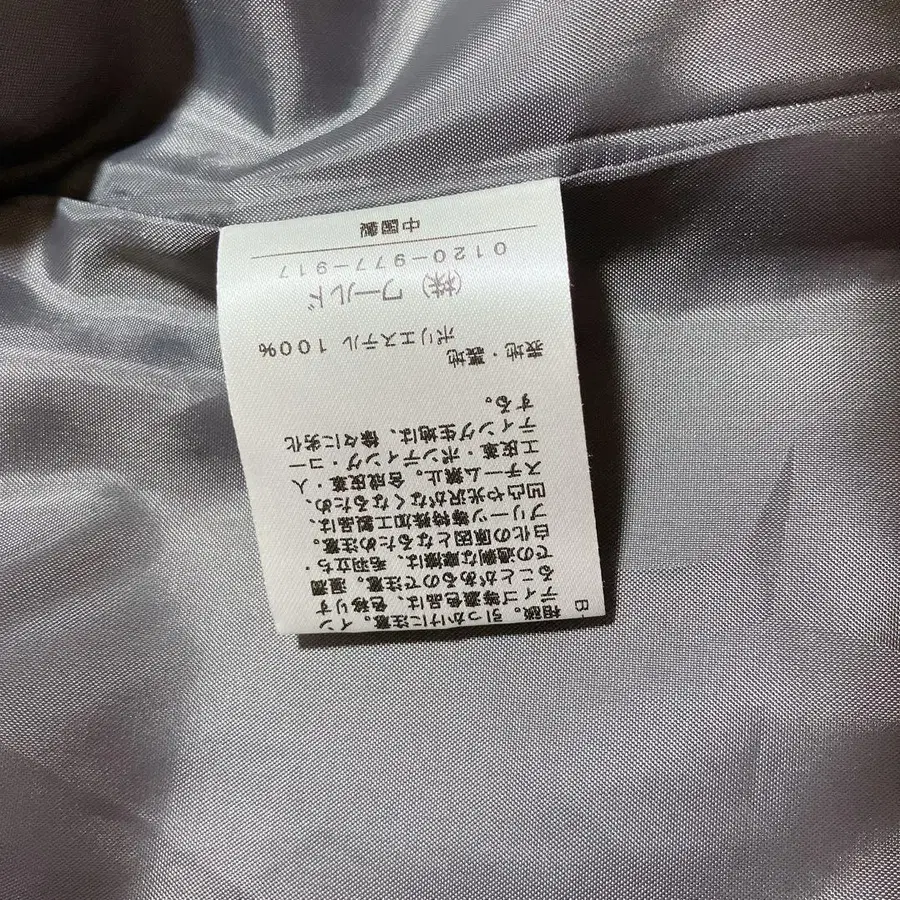 B
相談。引っかけに注意。イン
ディゴ等濃色品は、色移りす
ることがあるので注意。湿潤
での過剰な摩擦は、毛羽立ち・
白化の原因となるため注意。
プリーツ等特殊加工製品は、
凹凸や光沢がなくなるため、
スチーム禁止。合成皮革・人
工皮革・ボンディング・コー
ティング生地は、徐々に劣化
する。
表地・裏地
ポリエステル 100%
(株) ワールド
0120-977-917
中国製